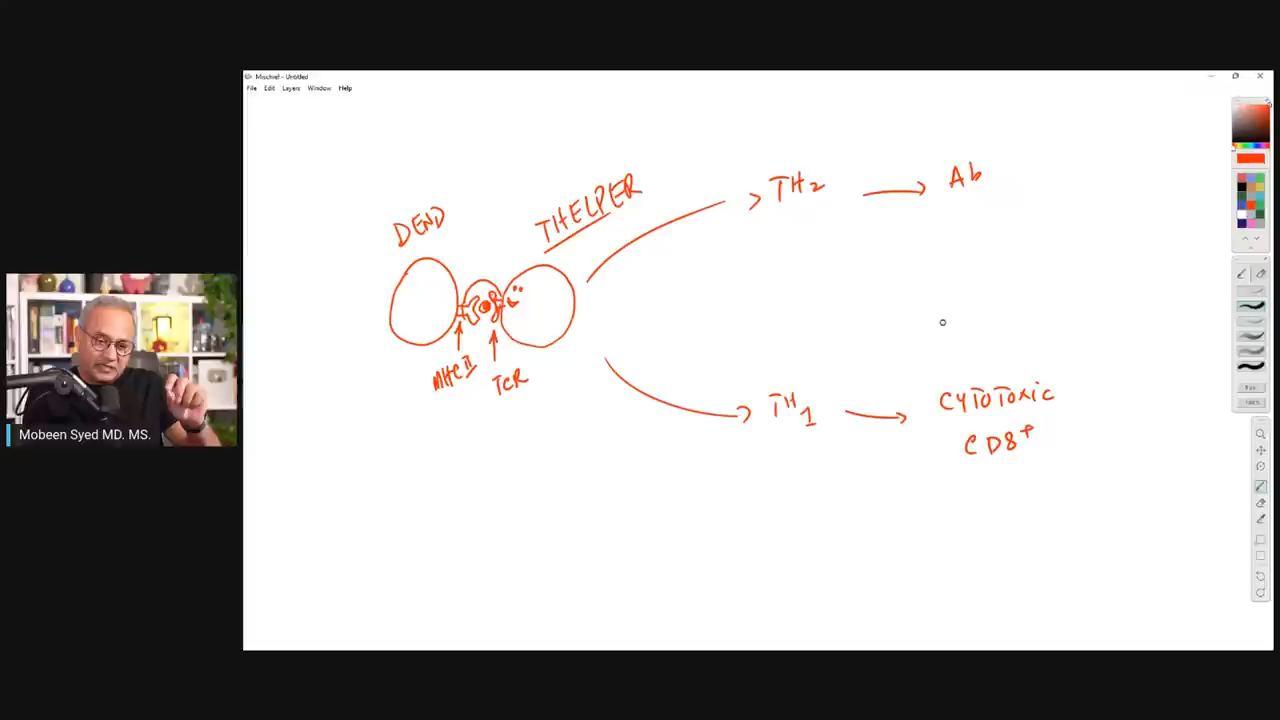 Mischief - Untitled
File Edit Layers Window Help
DEND
THELPER
TH2
Ab
MHC II
TCR
TH1
CYTOTOXIC
CD8+
Mobeen Syed MD. MS.